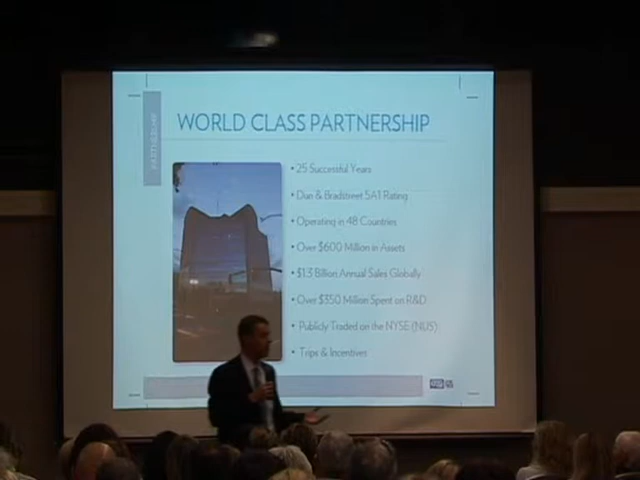 PARTNERSHIP
WORLD CLASS PARTNERSHIP
• 25 Successful Years
• Dun & Bradstreet 5A1 Rating
• Operating in 48 Countries
• Over $600 Million in Assets
• $1.3 Billion Annual Sales Globally
• Over $350 Million Spent on R&D
• Publicly Traded on the NYSE (NUS)
• Trips & Incentives